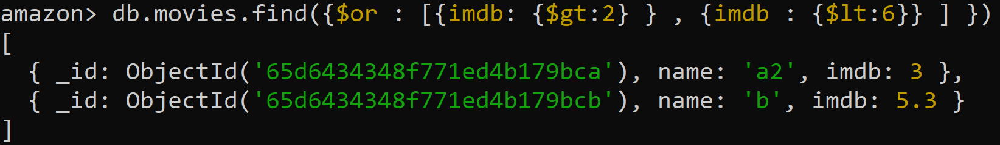 amazon> db.movies.find({$or : [{imdb: {$gt:2} } , {imdb : {$lt:6}} ] })
[
  { _id: ObjectId('65d6434348f771ed4b179bca'), name: 'a2', imdb: 3 },
  { _id: ObjectId('65d6434348f771ed4b179bcb'), name: 'b', imdb: 5.3 }
]